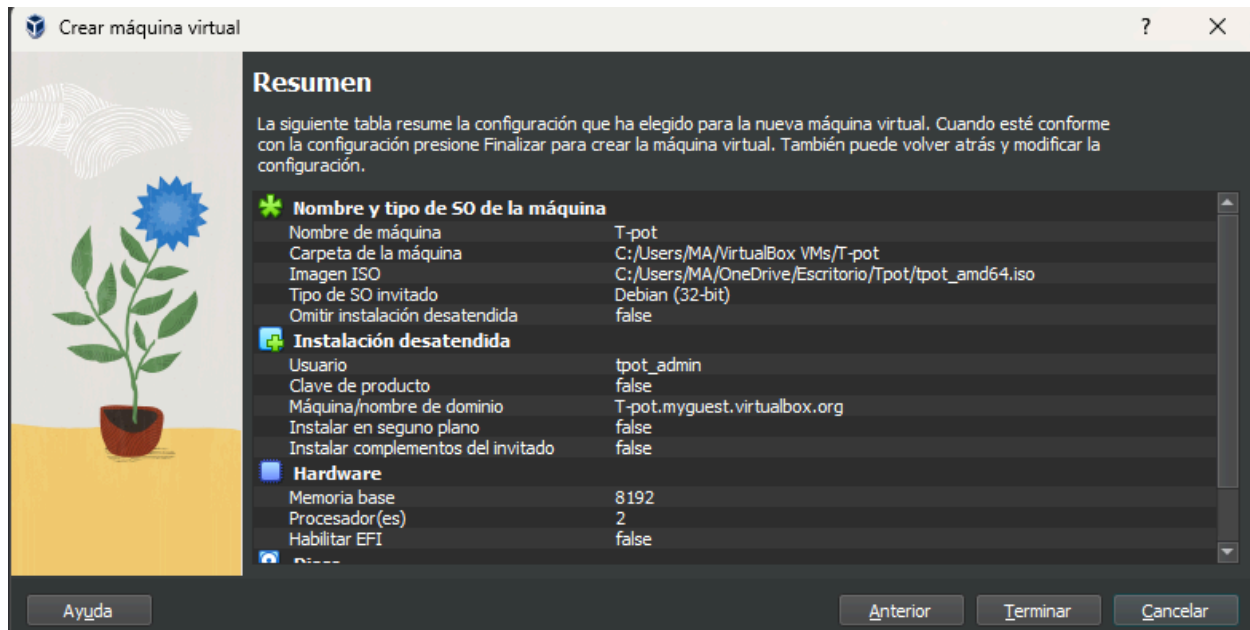 Crear máquina virtual ?
Resumen
La siguiente tabla resume la configuración que ha elegido para la nueva máquina virtual. Cuando esté conforme
con la configuración presione Finalizar para crear la máquina virtual. También puede volver atrás y modificar la
configuración.
Nombre y tipo de SO de la máquina
Nombre de máquina T-pot
Carpeta de la máquina C:/Users/MA/VirtualBox VMs/T-pot
Imagen ISO C:/Users/MA/OneDrive/Escritorio/Tpot/tpot_amd64.iso
Tipo de SO invitado Debian (32-bit)
Omitir instalación desatendida false
Instalación desatendida
Usuario tpot_admin
Clave de producto false
Máquina/nombre de dominio T-pot.myguest.virtualbox.org
Instalar en seguno plano false
Instalar complementos del invitado false
Hardware
Memoria base 8192
Procesador(es) 2
Habilitar EFI false
Ayuda Anterior Terminar Cancelar